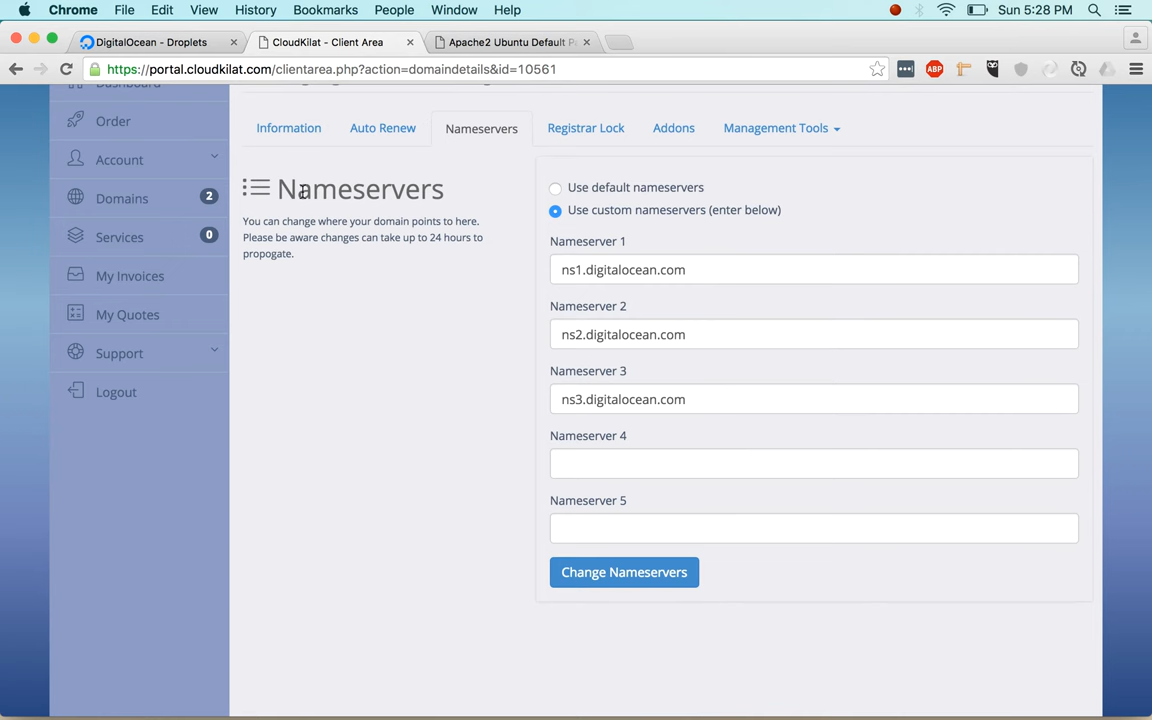 Chrome File Edit View History Bookmarks People Window Help Sun 5:28 PM
DigitalOcean - Droplets
CloudKilat - Client Area
Apache2 Ubuntu Default
https://portal.cloudkilat.com/clientarea.php?action=domaindetails&id=10561
ABP
Dashboard
Order
Account
Domains 2
Services 0
My Invoices
My Quotes
Support
Logout
Information Auto Renew Nameservers Registrar Lock Addons Management Tools
Nameservers
You can change where your domain points to here.
Please be aware changes can take up to 24 hours to
propogate.
Use default nameservers
Use custom nameservers (enter below)
Nameserver 1
ns1.digitalocean.com
Nameserver 2
ns2.digitalocean.com
Nameserver 3
ns3.digitalocean.com
Nameserver 4
Nameserver 5
Change Nameservers